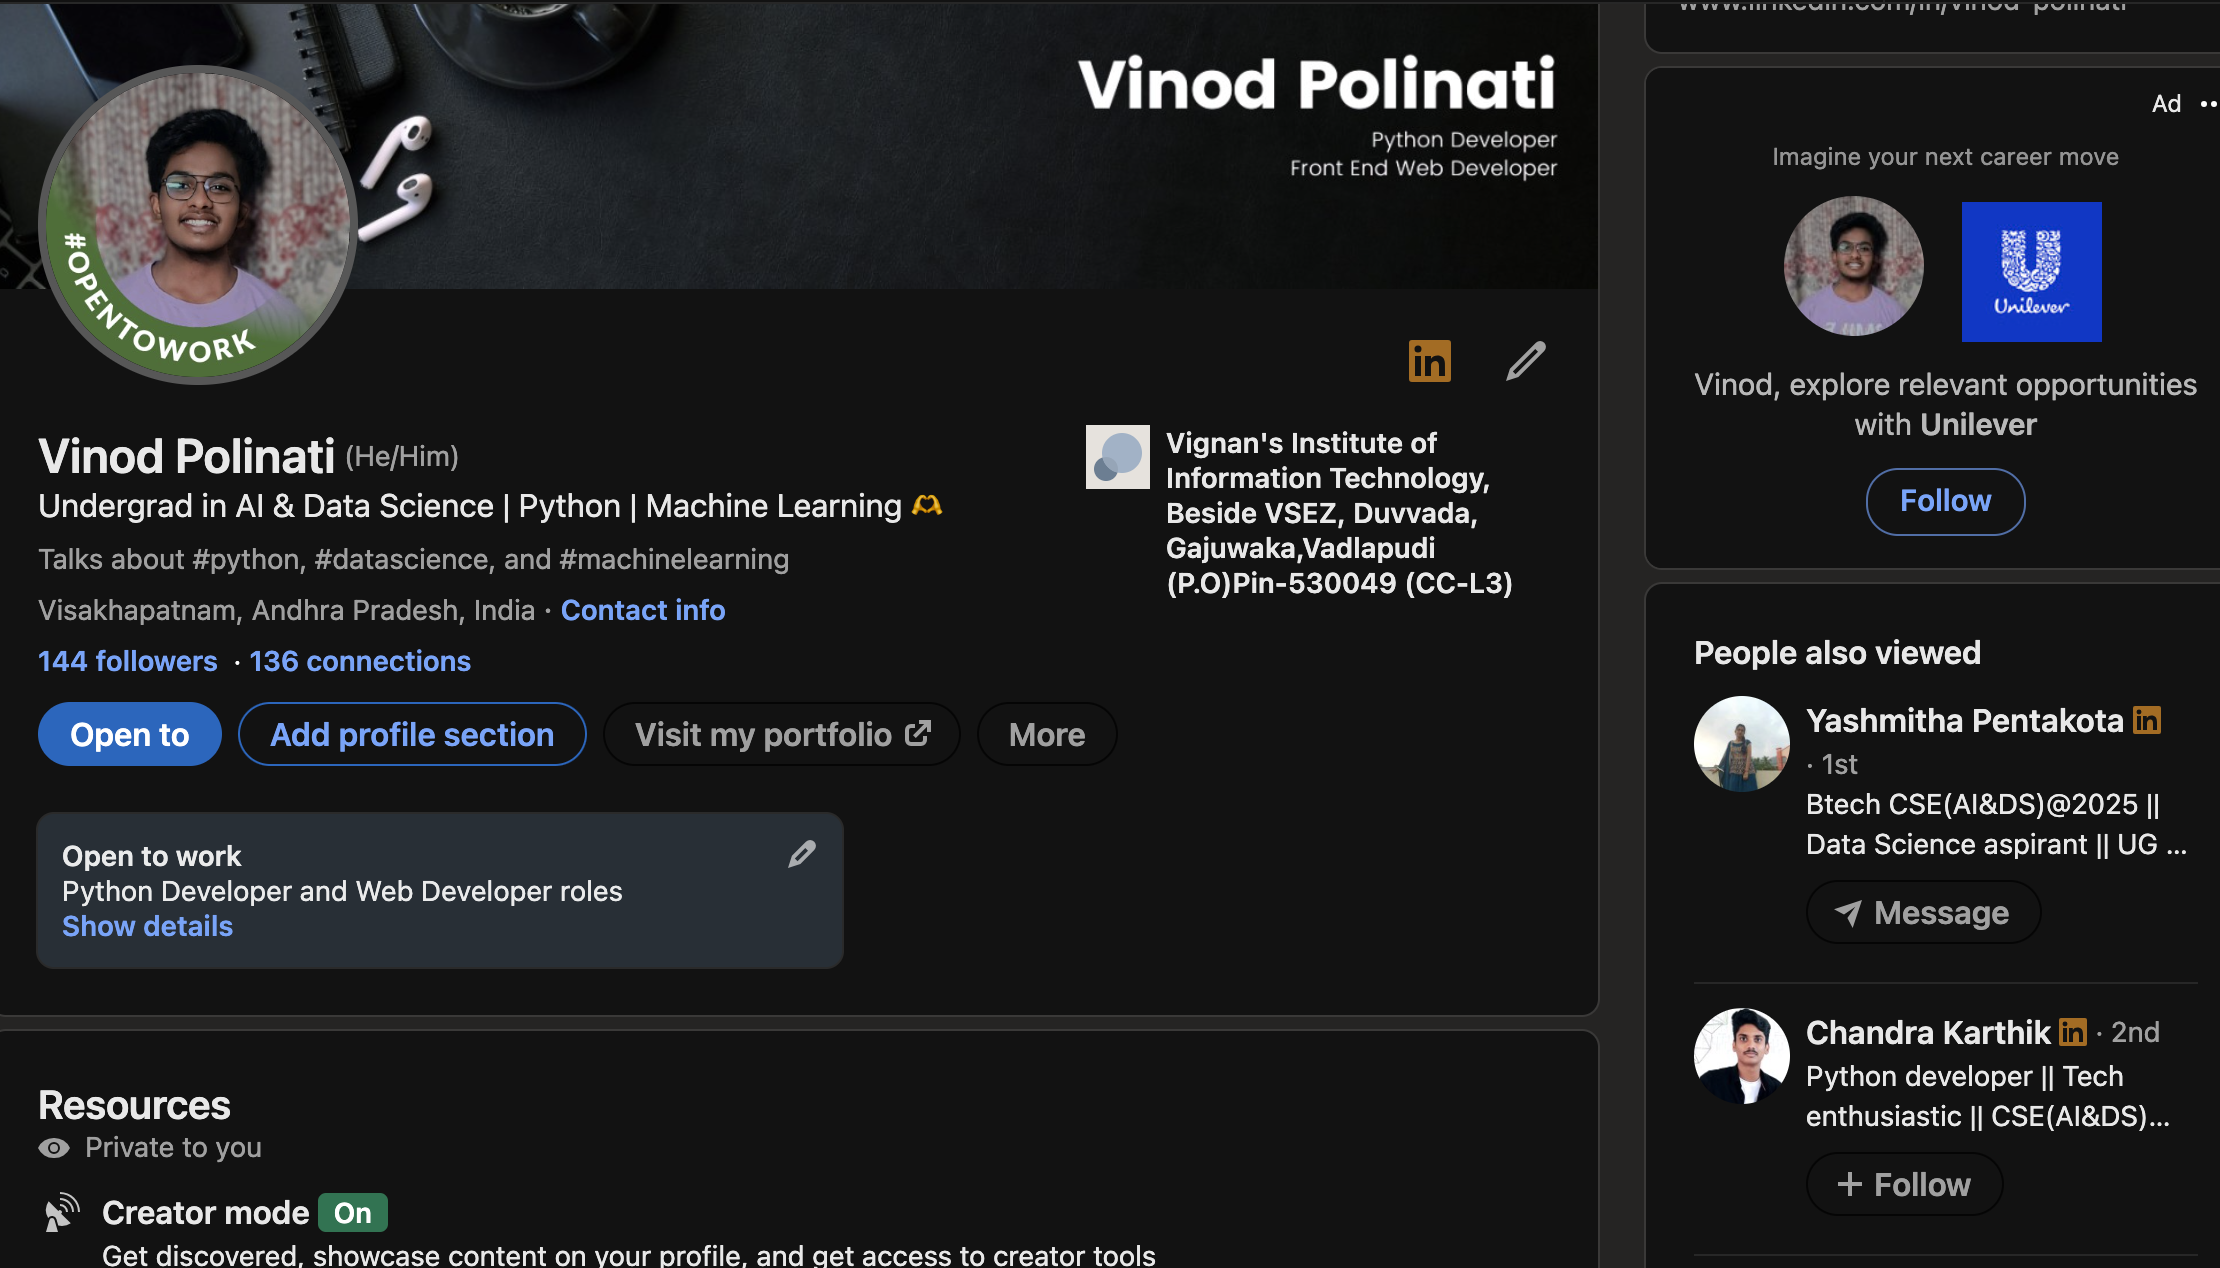 Vinod Polinati
Python Developer
Front End Web Developer
#OPENTOWORK
in
Vinod Polinati (He/Him)
Undergrad in AI & Data Science | Python | Machine Learning 🫶
Talks about #python, #datascience, and #machinelearning
Visakhapatnam, Andhra Pradesh, India · Contact info
144 followers · 136 connections
Open to
Add profile section
Visit my portfolio
More
Vignan's Institute of
Information Technology,
Beside VSEZ, Duvvada,
Gajuwaka,Vadlapudi
(P.O)Pin-530049 (CC-L3)
Open to work
Python Developer and Web Developer roles
Show details
Resources
Private to you
Creator mode On
Get discovered, showcase content on your profile, and get access to creator tools
www.linkedin.com/in/vinod-polinati
Ad
Imagine your next career move
Unilever
Vinod, explore relevant opportunities
with Unilever
Follow
People also viewed
Yashmitha Pentakota in
· 1st
Btech CSE(AI&DS)@2025 ||
Data Science aspirant || UG ...
Message
Chandra Karthik in · 2nd
Python developer || Tech
enthusiastic || CSE(AI&DS)...
+ Follow